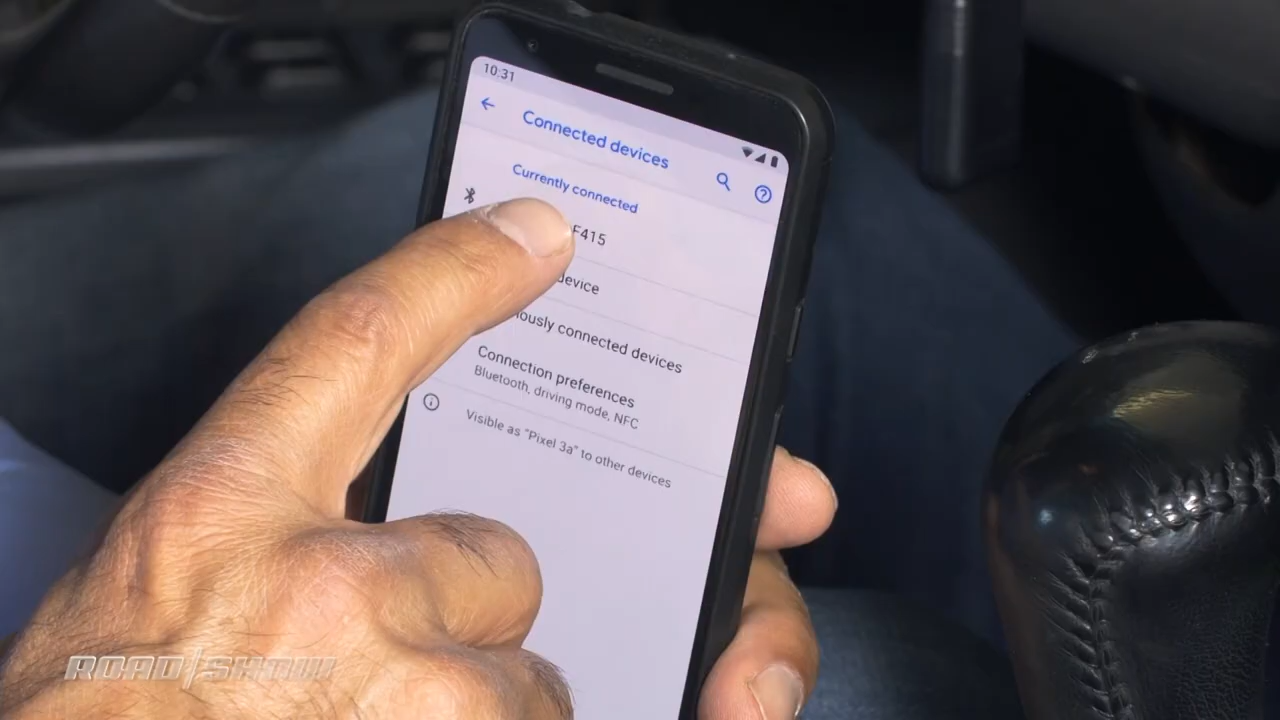 10:31
Connected devices
Currently connected
F415
device
iously connected devices
Connection preferences
Bluetooth, driving mode, NFC
Visible as "Pixel 3a" to other devices
ROAD/SHOW